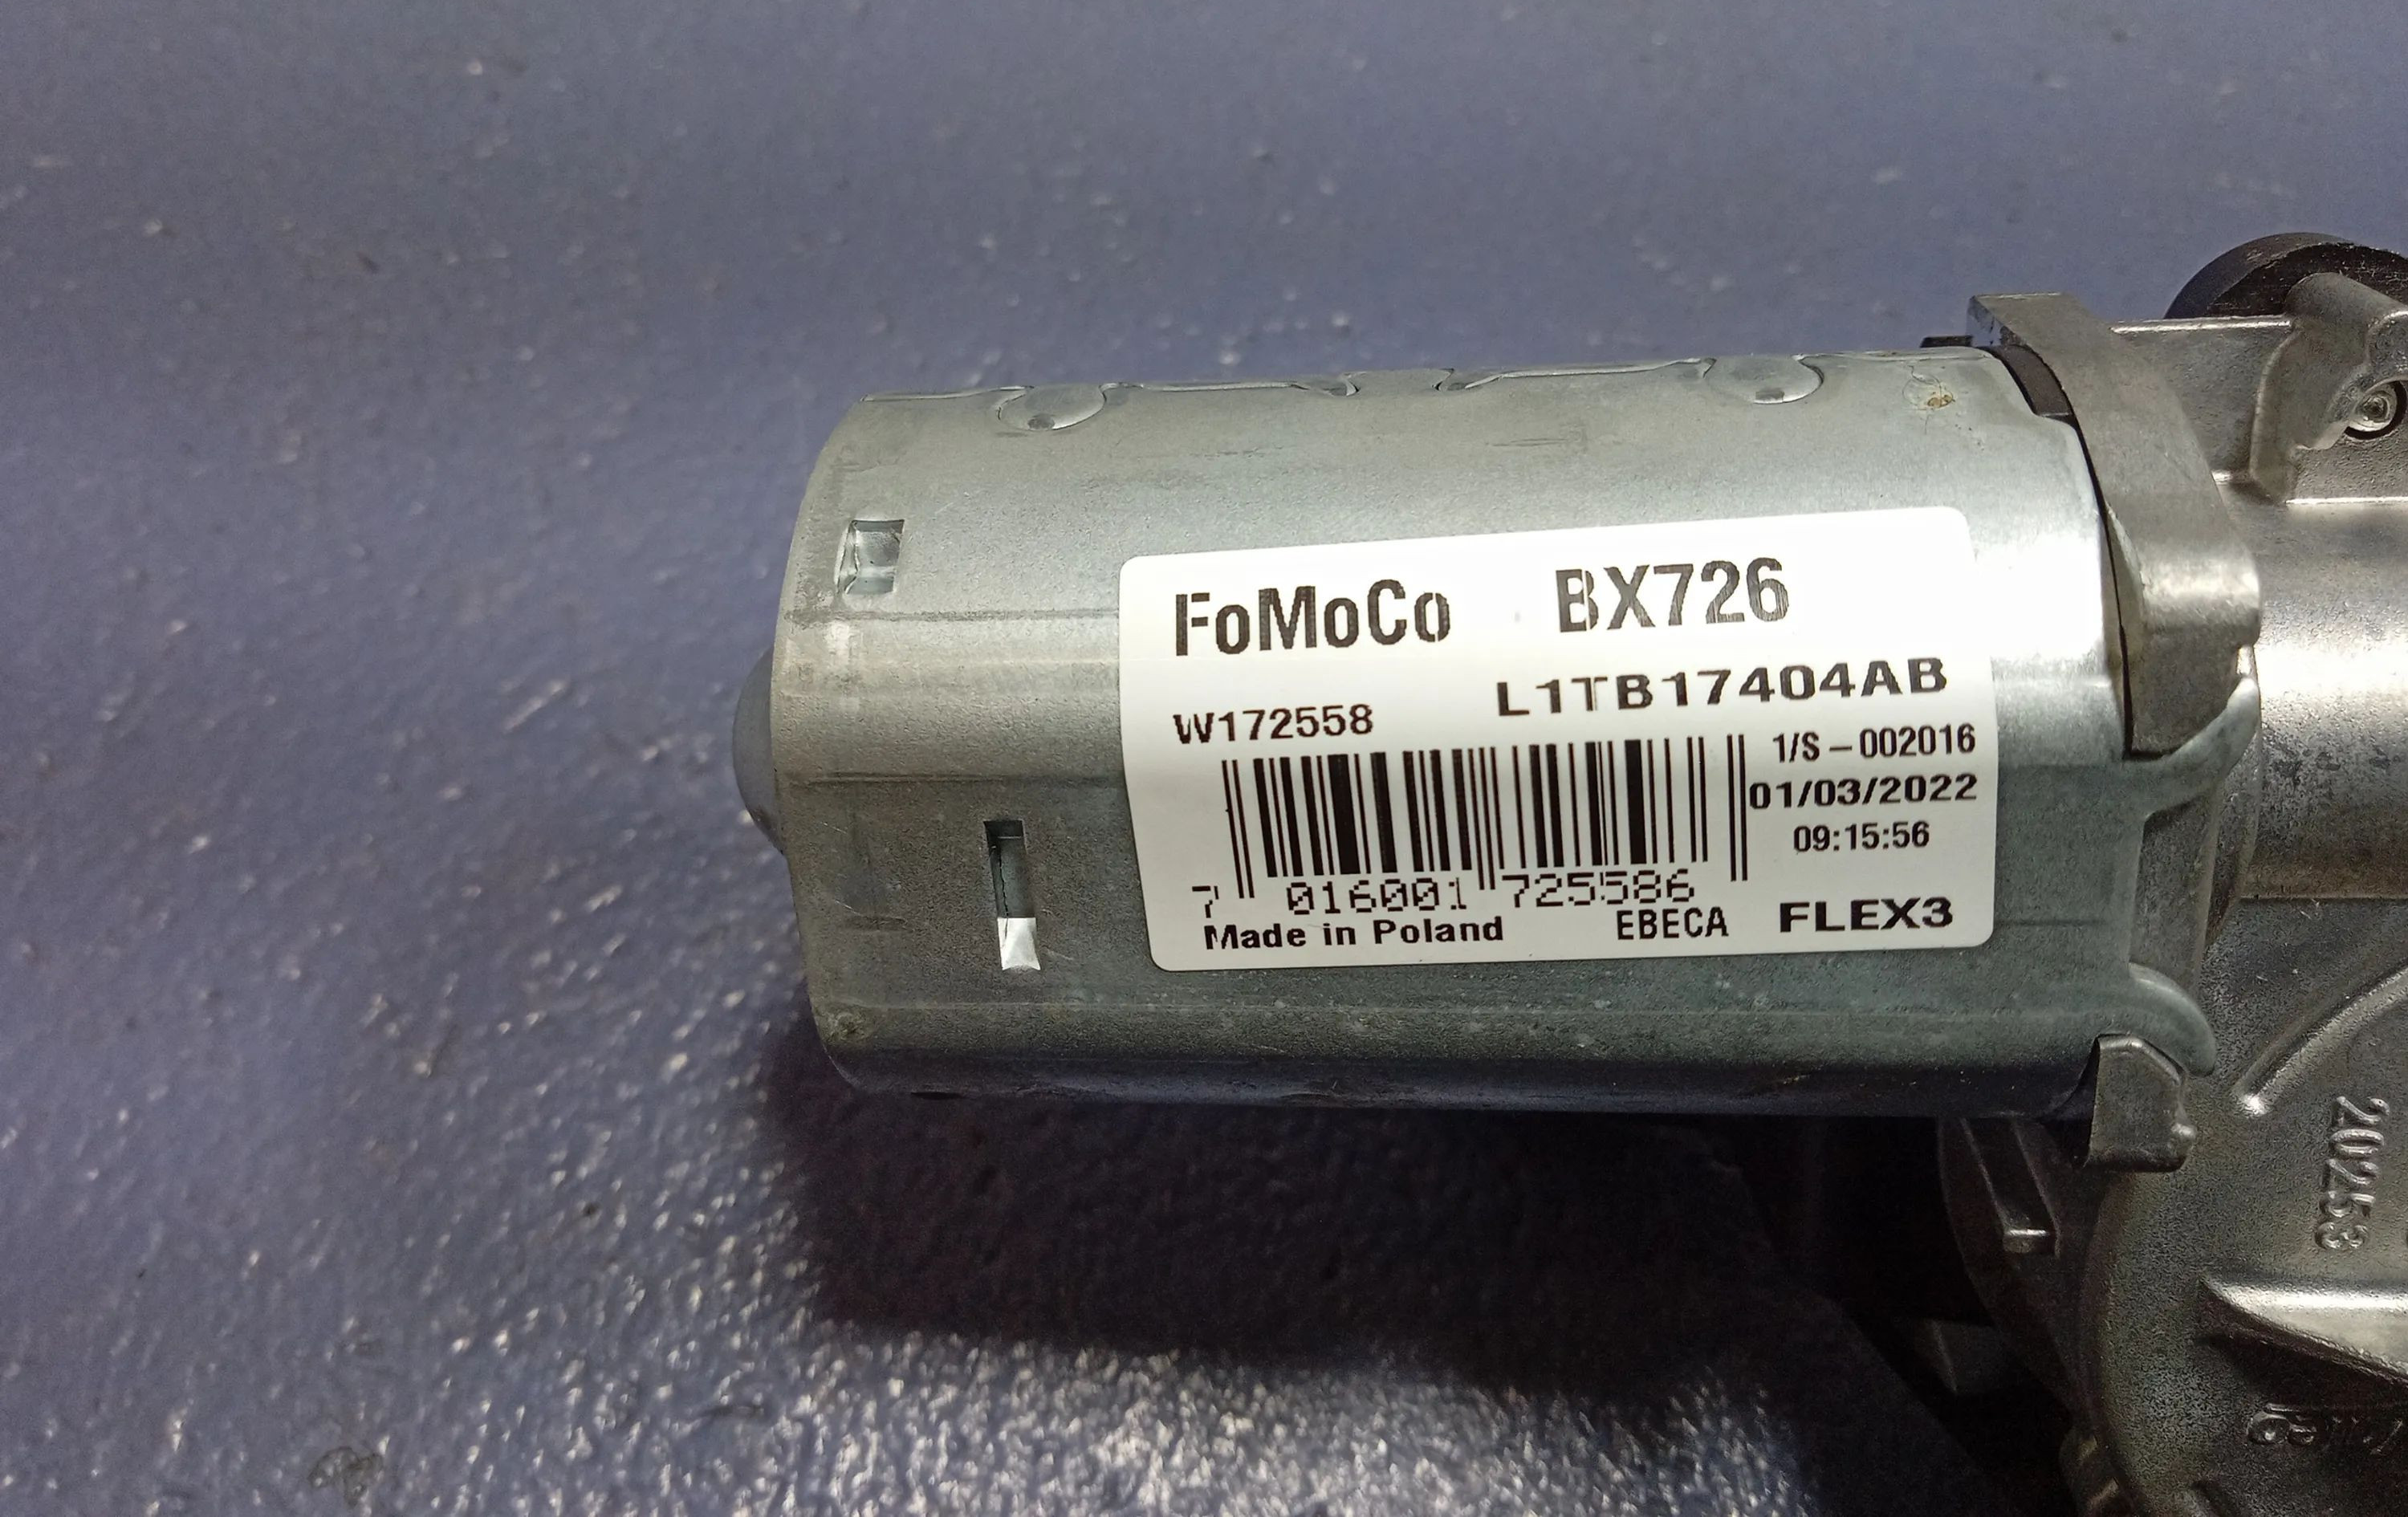 FoMoCo BX726
L1TB17404AB
W172558
1/S-002016
01/03/2022
09:15:56
7 016001 725586
Made in Poland EBECA FLEX3
202253